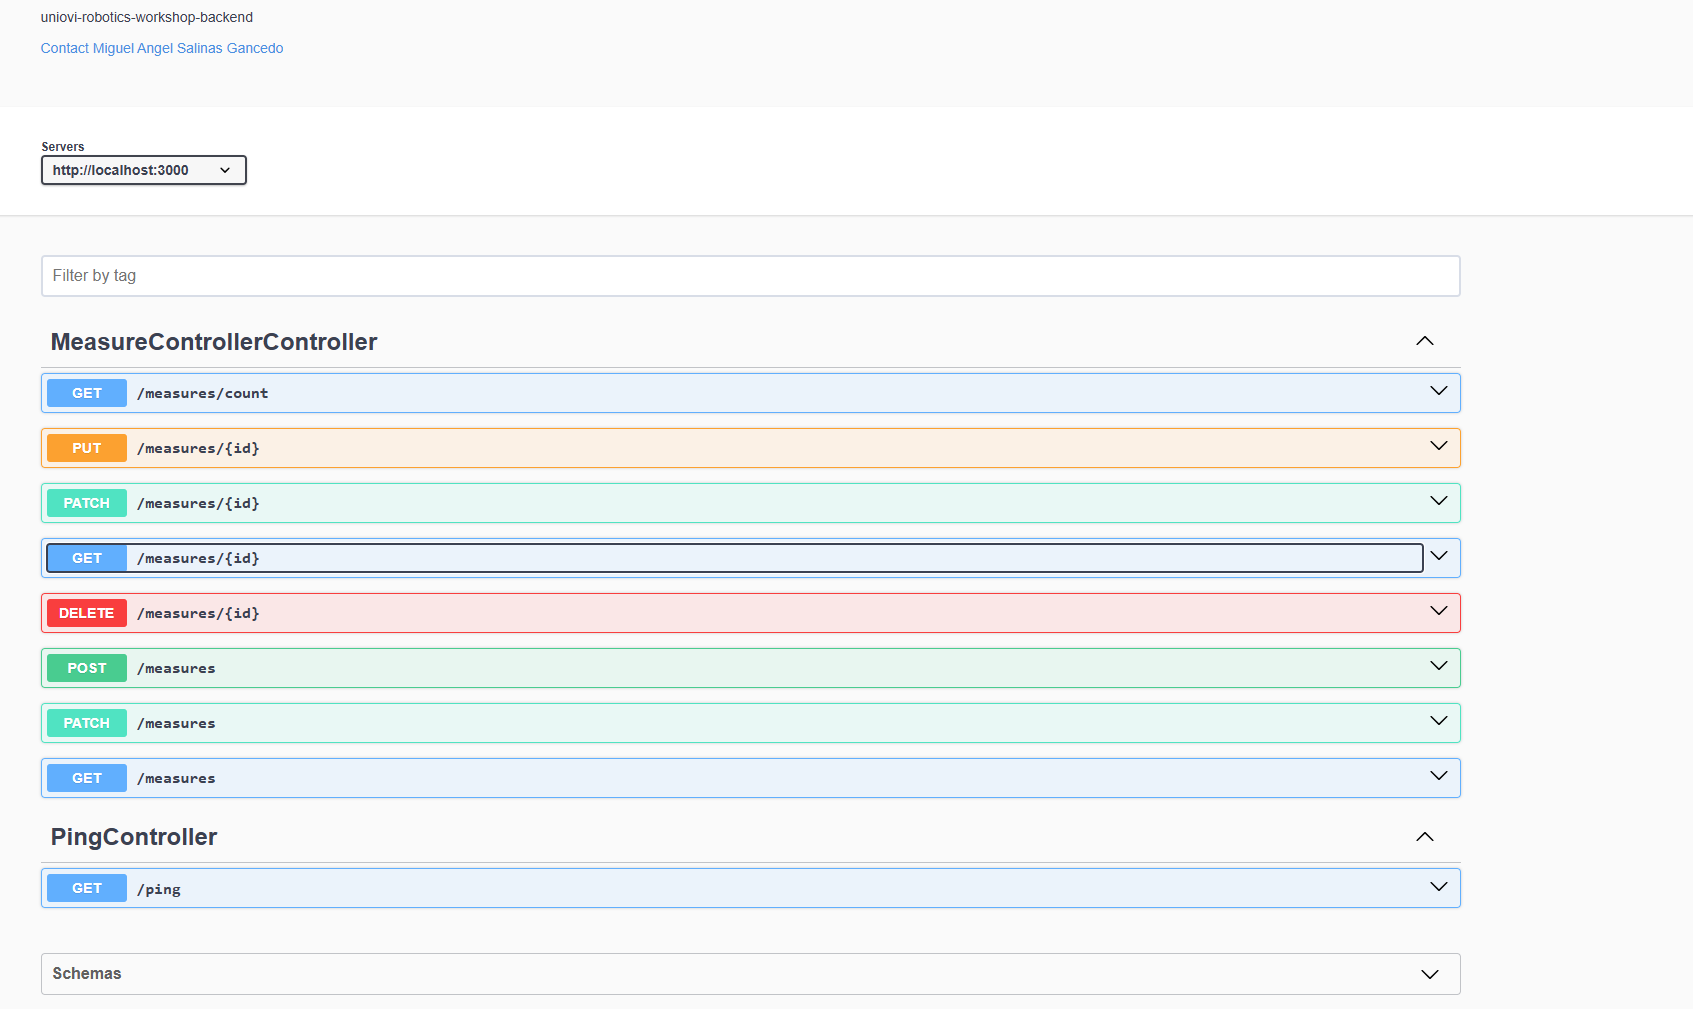 uniovi-robotics-workshop-backend
Contact Miguel Angel Salinas Gancedo
Servers
http://localhost:3000
Filter by tag
MeasureControllerController
GET /measures/count
PUT /measures/{id}
PATCH /measures/{id}
GET /measures/{id}
DELETE /measures/{id}
POST /measures
PATCH /measures
GET /measures
PingController
GET /ping
Schemas